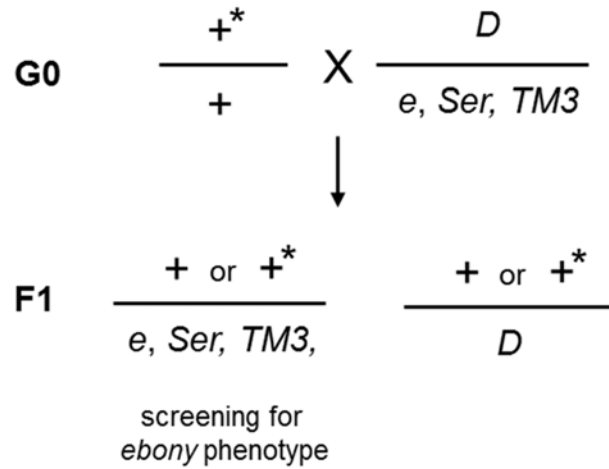 +* D
G0 X
+ e, Ser, TM3
+ or +* + or +*
F1
e, Ser, TM3, D
screening for
ebony phenotype